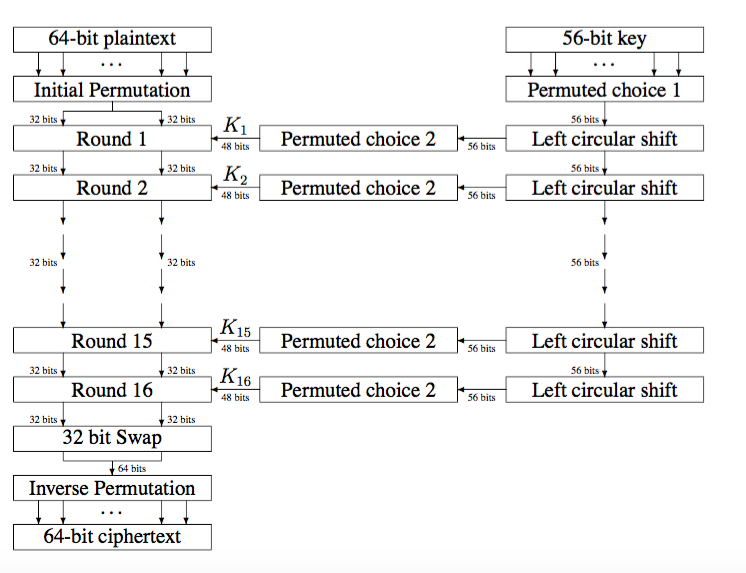 64-bit plaintext
56-bit key
...
...
Initial Permutation
Permuted choice 1
32 bits
32 bits
56 bits
Round 1
K1
48 bits
Permuted choice 2
56 bits
Left circular shift
32 bits
32 bits
56 bits
Round 2
K2
48 bits
Permuted choice 2
56 bits
Left circular shift
32 bits
32 bits
56 bits
Round 15
K15
48 bits
Permuted choice 2
56 bits
Left circular shift
32 bits
32 bits
56 bits
Round 16
K16
48 bits
Permuted choice 2
56 bits
Left circular shift
32 bits
32 bits
32 bit Swap
64 bits
Inverse Permutation
...
64-bit ciphertext